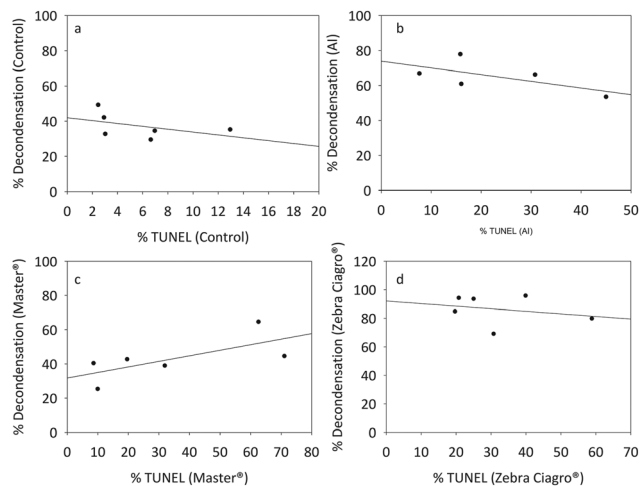 a
% Decondensation (Control)
100
80
60
40
20
0
0 2 4 6 8 10 12 14 16 18 20
% TUNEL (Control)
b
% Decondensation (AI)
100
80
60
40
20
0
0 10 20 30 40 50
% TUNEL (AI)
c
% Decondensation (Master®)
100
80
60
40
20
0
0 10 20 30 40 50 60 70 80
% TUNEL (Master®)
d
% Decondensation (Zebra Ciagro®)
120
100
80
60
40
20
0
0 10 20 30 40 50 60 70
% TUNEL (Zebra Ciagro®)